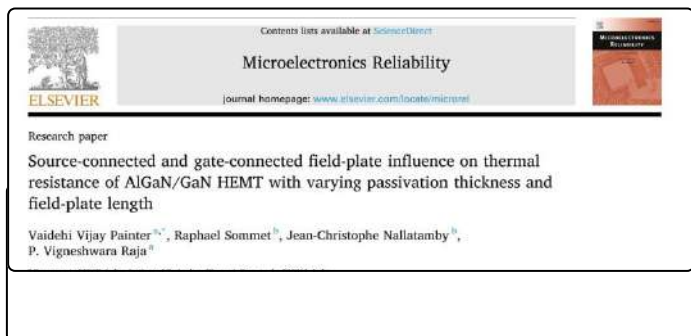 Contents lists available at ScienceDirect
Microelectronics Reliability
journal homepage: www.elsevier.com/locate/microrel
ELSEVIER
MICROELECTRONICS
RELIABILITY
Research paper
Source-connected and gate-connected field-plate influence on thermal
resistance of AlGaN/GaN HEMT with varying passivation thickness and
field-plate length
Vaidehi Vijay Painter a,*, Raphael Sommet b, Jean-Christophe Nallatamby b,
P. Vigneshwara Raja a